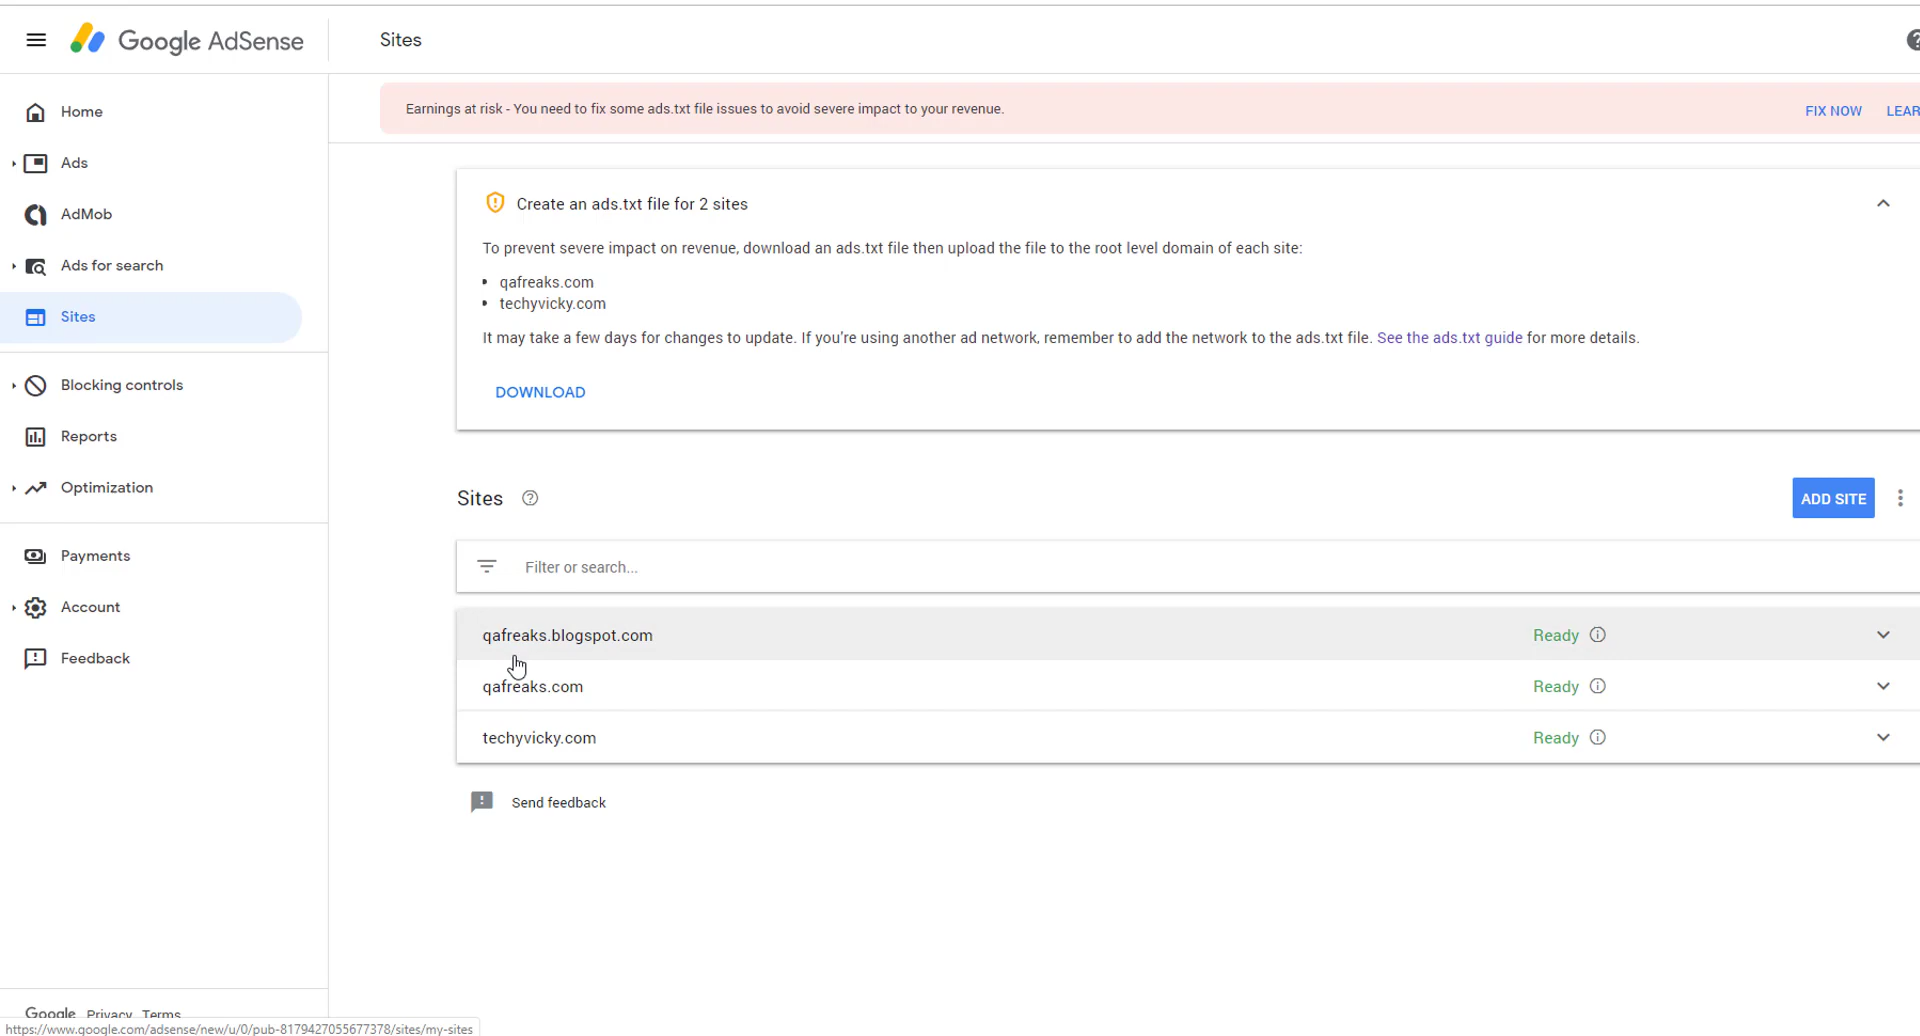 Google AdSense
Sites
Earnings at risk - You need to fix some ads.txt file issues to avoid severe impact to your revenue.
FIX NOW
LEAR
Home
Ads
AdMob
Ads for search
Sites
Blocking controls
Reports
Optimization
Payments
Account
Feedback
Create an ads.txt file for 2 sites
To prevent severe impact on revenue, download an ads.txt file then upload the file to the root level domain of each site:
• qafreaks.com
• techyvicky.com
It may take a few days for changes to update. If you're using another ad network, remember to add the network to the ads.txt file. See the ads.txt guide for more details.
DOWNLOAD
Sites
ADD SITE
Filter or search...
qafreaks.blogspot.com Ready
qafreaks.com Ready
techyvicky.com Ready
Send feedback
Google Privacy Terms
https://www.google.com/adsense/new/u/0/pub-8179427055677378/sites/my-sites